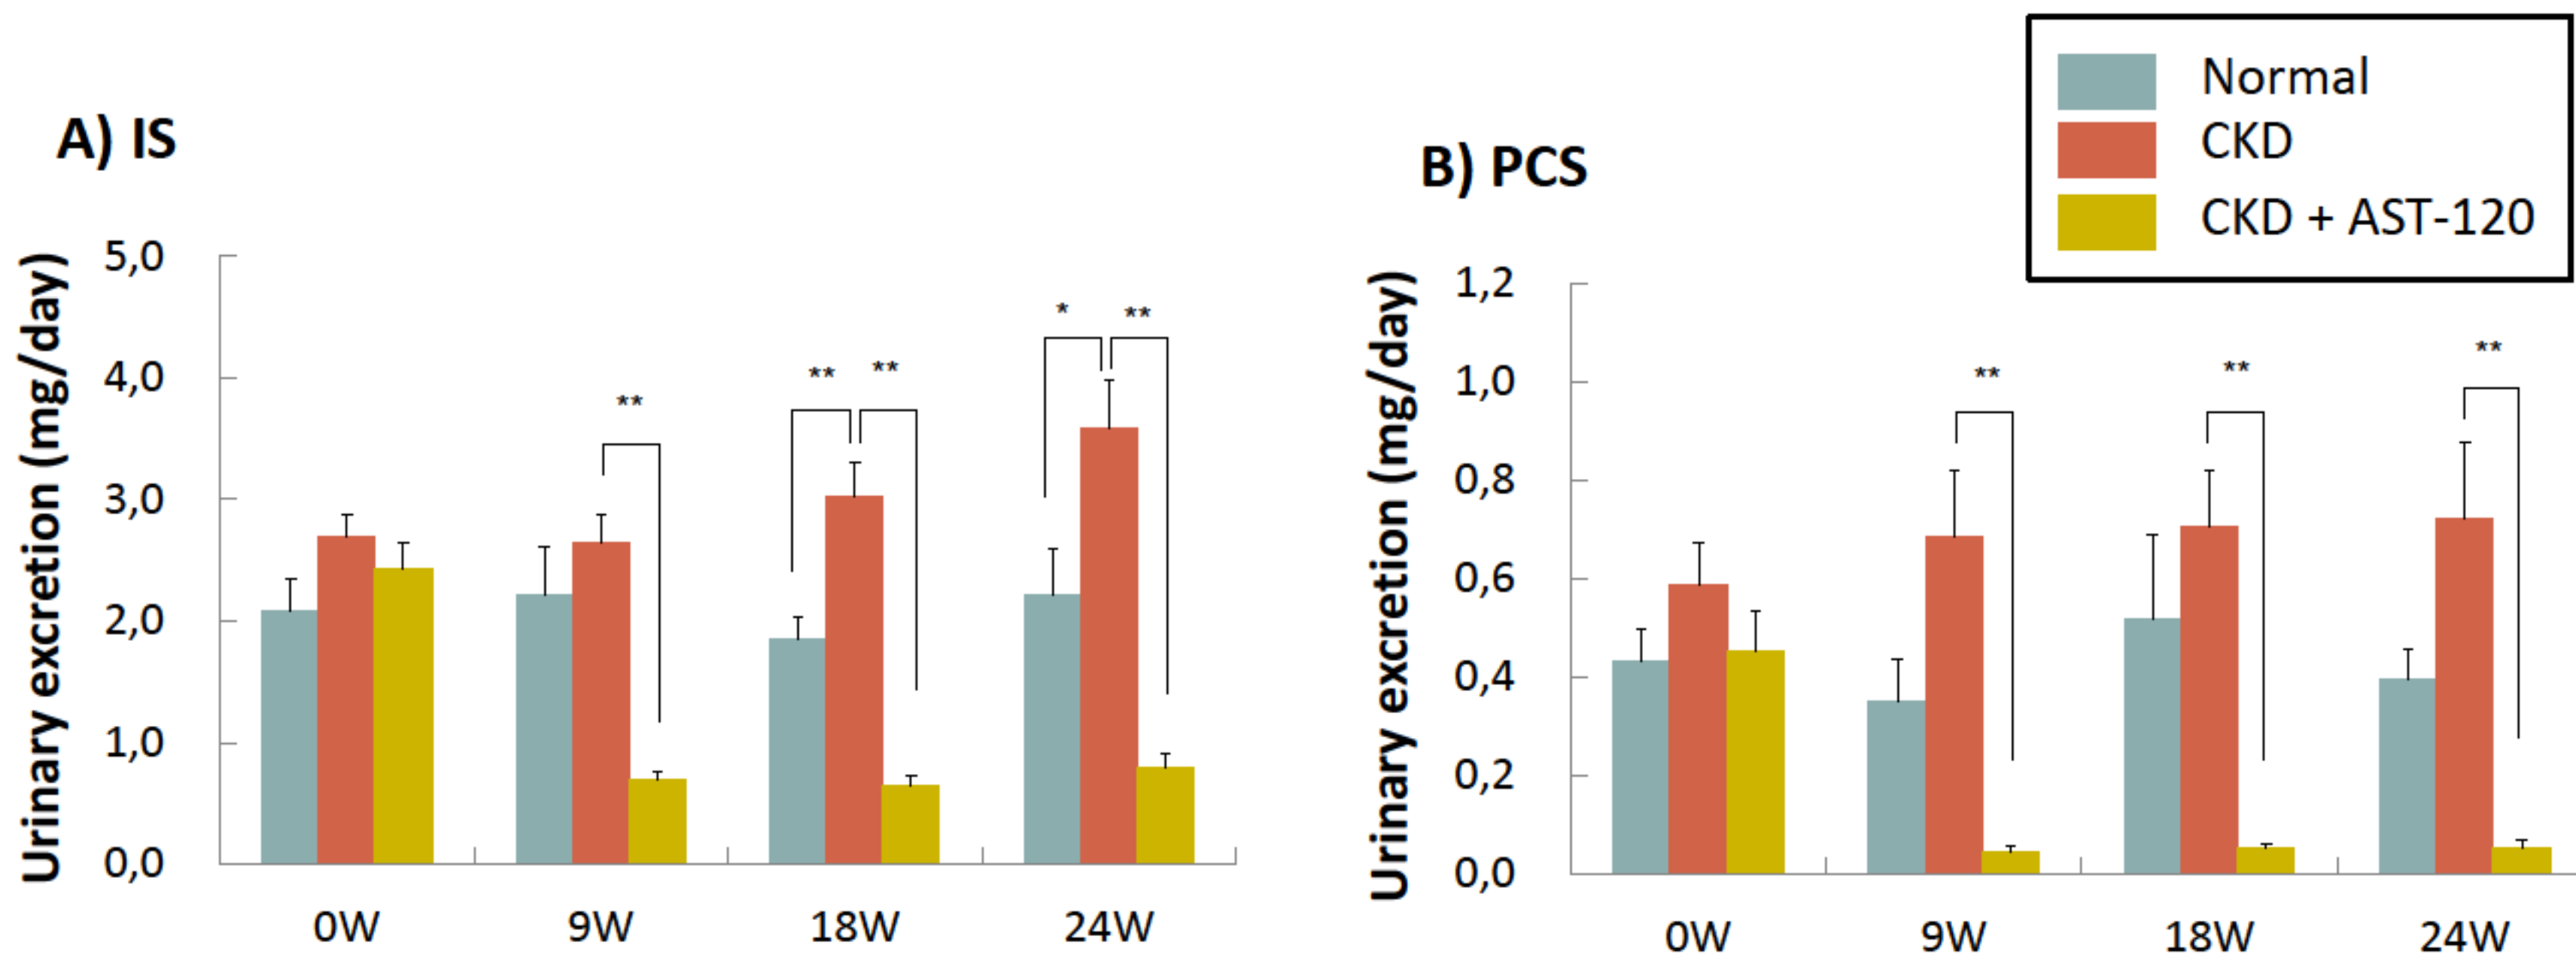 Normal
CKD
CKD + AST-120
A) IS
Urinary excretion (mg/day)
5,0
4,0
3,0
2,0
1,0
0,0
**
**
**
*
**
0W 9W 18W 24W
B) PCS
Urinary excretion (mg/day)
1,2
1,0
0,8
0,6
0,4
0,2
0,0
**
**
**
0W 9W 18W 24W